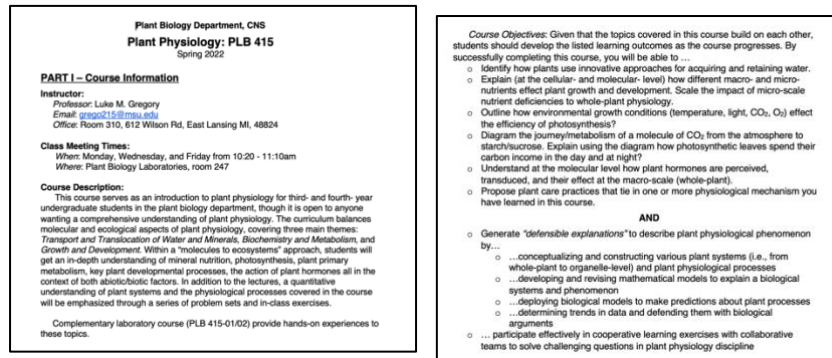 Plant Biology Department, CNS
Plant Physiology: PLB 415
Spring 2022
PART I – Course Information
Instructor:
Professor: Luke M. Gregory
Email: grego215@msu.edu
Office: Room 310, 612 Wilson Rd, East Lansing MI, 48824
Class Meeting Times:
When: Monday, Wednesday, and Friday from 10:20 - 11:10am
Where: Plant Biology Laboratories, room 247
Course Description:
This course serves as an introduction to plant physiology for third- and fourth- year
undergraduate students in the plant biology department, though it is open to anyone
wanting a comprehensive understanding of plant physiology. The curriculum balances
molecular and ecological aspects of plant physiology, covering three main themes:
Transport and Translocation of Water and Minerals, Biochemistry and Metabolism, and
Growth and Development. Within a "molecules to ecosystems" approach, students will
get an in-depth understanding of mineral nutrition, photosynthesis, plant primary
metabolism, key plant developmental processes, the action of plant hormones all in the
context of both abiotic/biotic factors. In addition to the lectures, a quantitative
understanding of plant systems and the physiological processes covered in the course
will be emphasized through a series of problem sets and in-class exercises.
Complementary laboratory course (PLB 415-01/02) provide hands-on experiences to
these topics.
Course Objectives: Given that the topics covered in this course build on each other,
students should develop the listed learning outcomes as the course progresses. By
successfully completing this course, you will be able to ...
o Identify how plants use innovative approaches for acquiring and retaining water.
o Explain (at the cellular- and molecular- level) how different macro- and micro-
nutrients effect plant growth and development. Scale the impact of micro-scale
nutrient deficiencies to whole-plant physiology.
o Outline how environmental growth conditions (temperature, light, CO₂, O₂) effect
the efficiency of photosynthesis?
o Diagram the journey/metabolism of a molecule of CO₂ from the atmosphere to
starch/sucrose. Explain using the diagram how photosynthetic leaves spend their
carbon income in the day and at night?
o Understand at the molecular level how plant hormones are perceived,
transduced, and their effect at the macro-scale (whole-plant).
o Propose plant care practices that tie in one or more physiological mechanism you
have learned in this course.
AND
o Generate "defensible explanations" to describe plant physiological phenomenon
by...
o ...conceptualizing and constructing various plant systems (i.e., from
whole-plant to organelle-level) and plant physiological processes
o ...developing and revising mathematical models to explain a biological
systems and phenomenon
o ...deploying biological models to make predictions about plant processes
o ...determining trends in data and defending them with biological
arguments
o ... participate effectively in cooperative learning exercises with collaborative
teams to solve challenging questions in plant physiology discipline